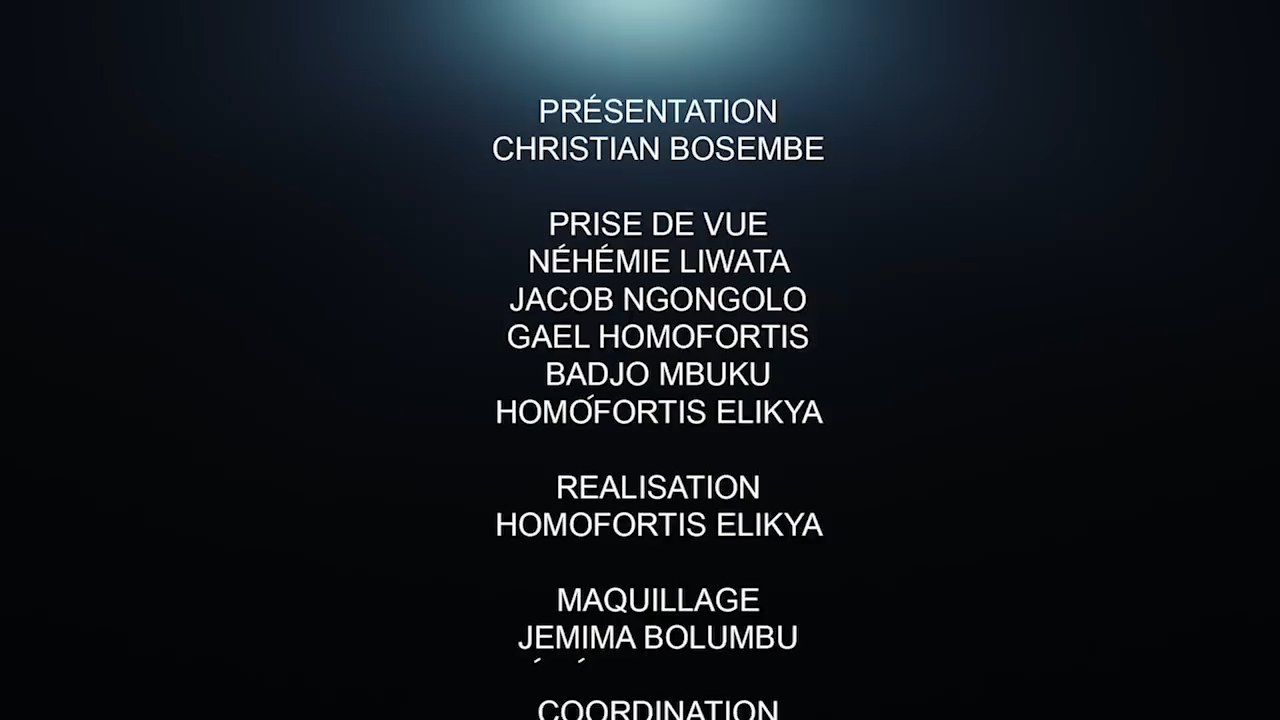 PRÉSENTATION
CHRISTIAN BOSEMBE
PRISE DE VUE
NÉHÉMIE LIWATA
JACOB NGONGOLO
GAEL HOMOFORTIS
BADJO MBUKU
HOMOFORTIS ELIKYA
REALISATION
HOMOFORTIS ELIKYA
MAQUILLAGE
JEMIMA BOLUMBU
COORDINATION